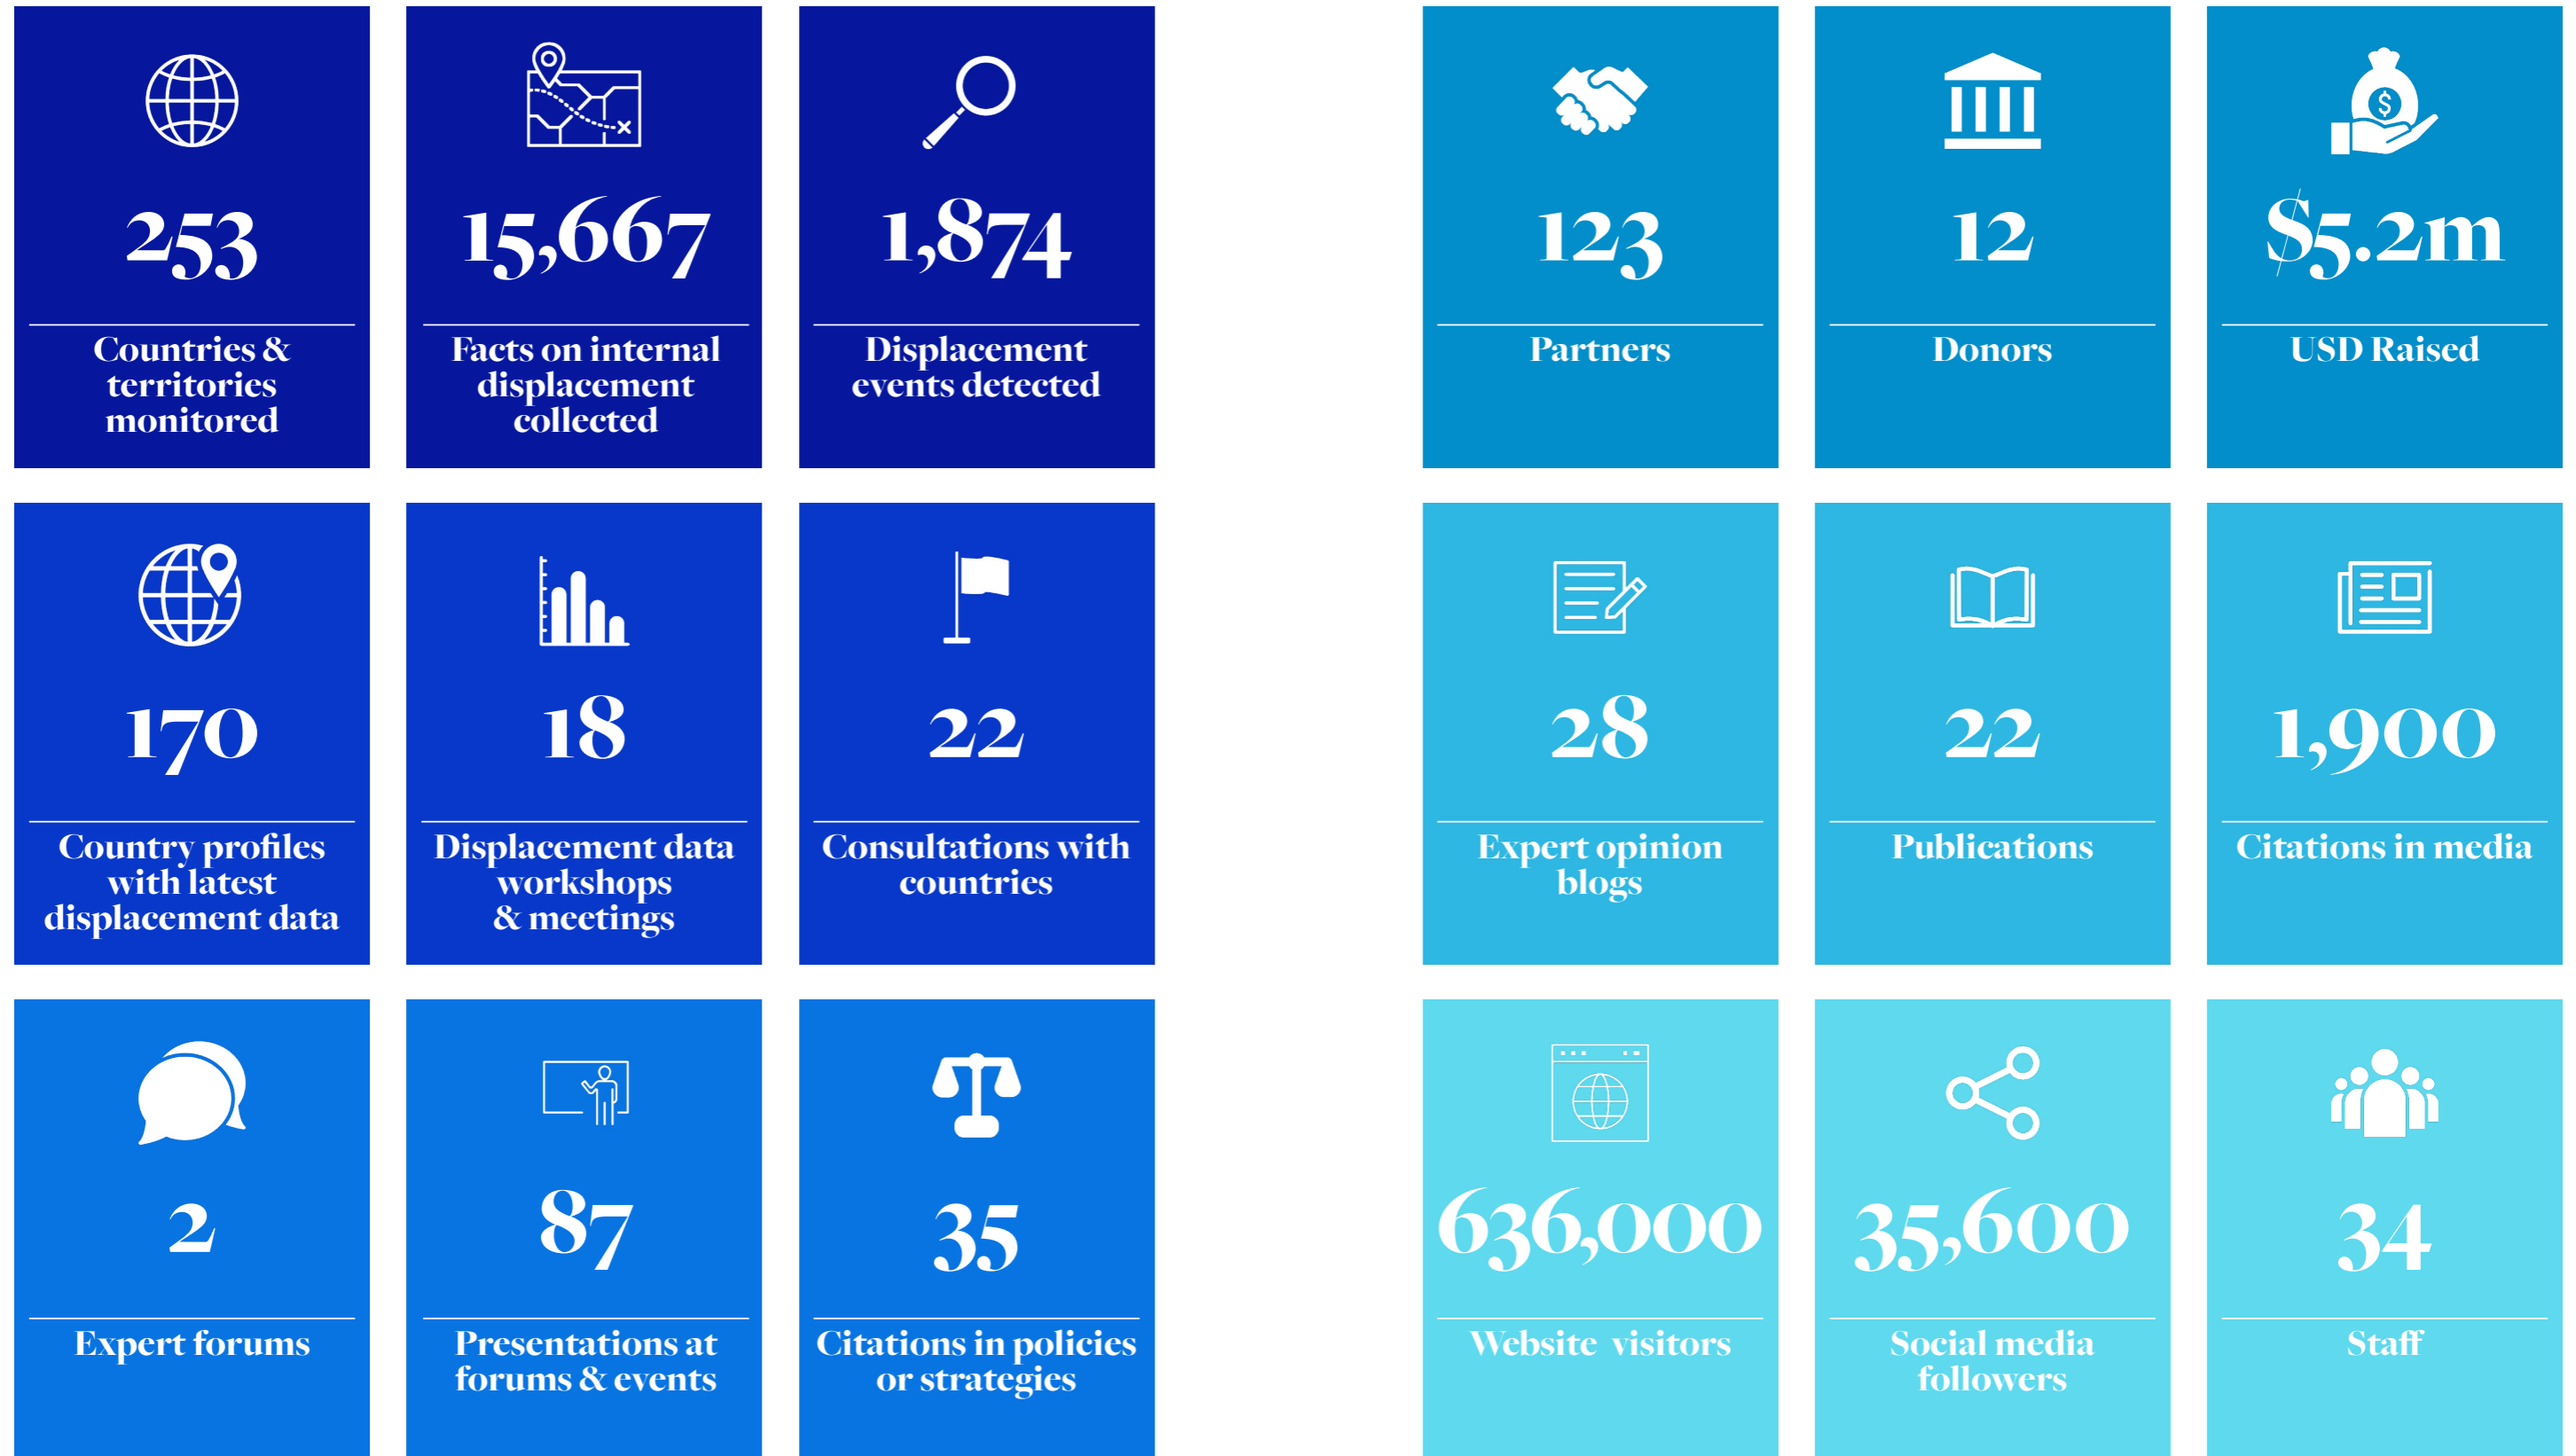 253
Countries &
territories
monitored
15,667
Facts on internal
displacement
collected
1,874
Displacement
events detected
123
Partners
12
Donors
$
$5.2m
USD Raised
170
Country profiles
with latest
displacement data
18
Displacement data
workshops
& meetings
22
Consultations with
countries
28
Expert opinion
blogs
22
Publications
1,900
Citations in media
2
Expert forums
87
Presentations at
forums & events
35
Citations in policies
or strategies
636,000
Website visitors
35,600
Social media
followers
34
Staff